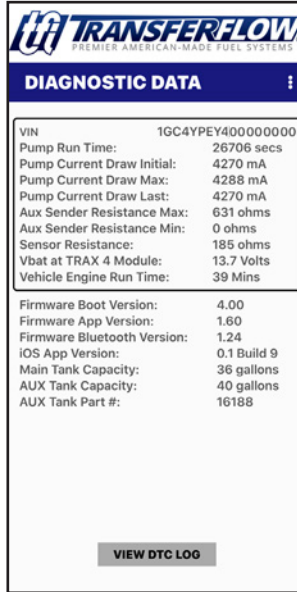 tfi TRANSFERFLOW
PREMIER AMERICAN-MADE FUEL SYSTEMS
DIAGNOSTIC DATA
VIN 1GC4YPEY400000000
Pump Run Time: 26706 secs
Pump Current Draw Initial: 4270 mA
Pump Current Draw Max: 4288 mA
Pump Current Draw Last: 4270 mA
Aux Sender Resistance Max: 631 ohms
Aux Sender Resistance Min: 0 ohms
Sensor Resistance: 185 ohms
Vbat at TRAX 4 Module: 13.7 Volts
Vehicle Engine Run Time: 39 Mins
Firmware Boot Version: 4.00
Firmware App Version: 1.60
Firmware Bluetooth Version: 1.24
iOS App Version: 0.1 Build 9
Main Tank Capacity: 36 gallons
AUX Tank Capacity: 40 gallons
AUX Tank Part #: 16188
VIEW DTC LOG